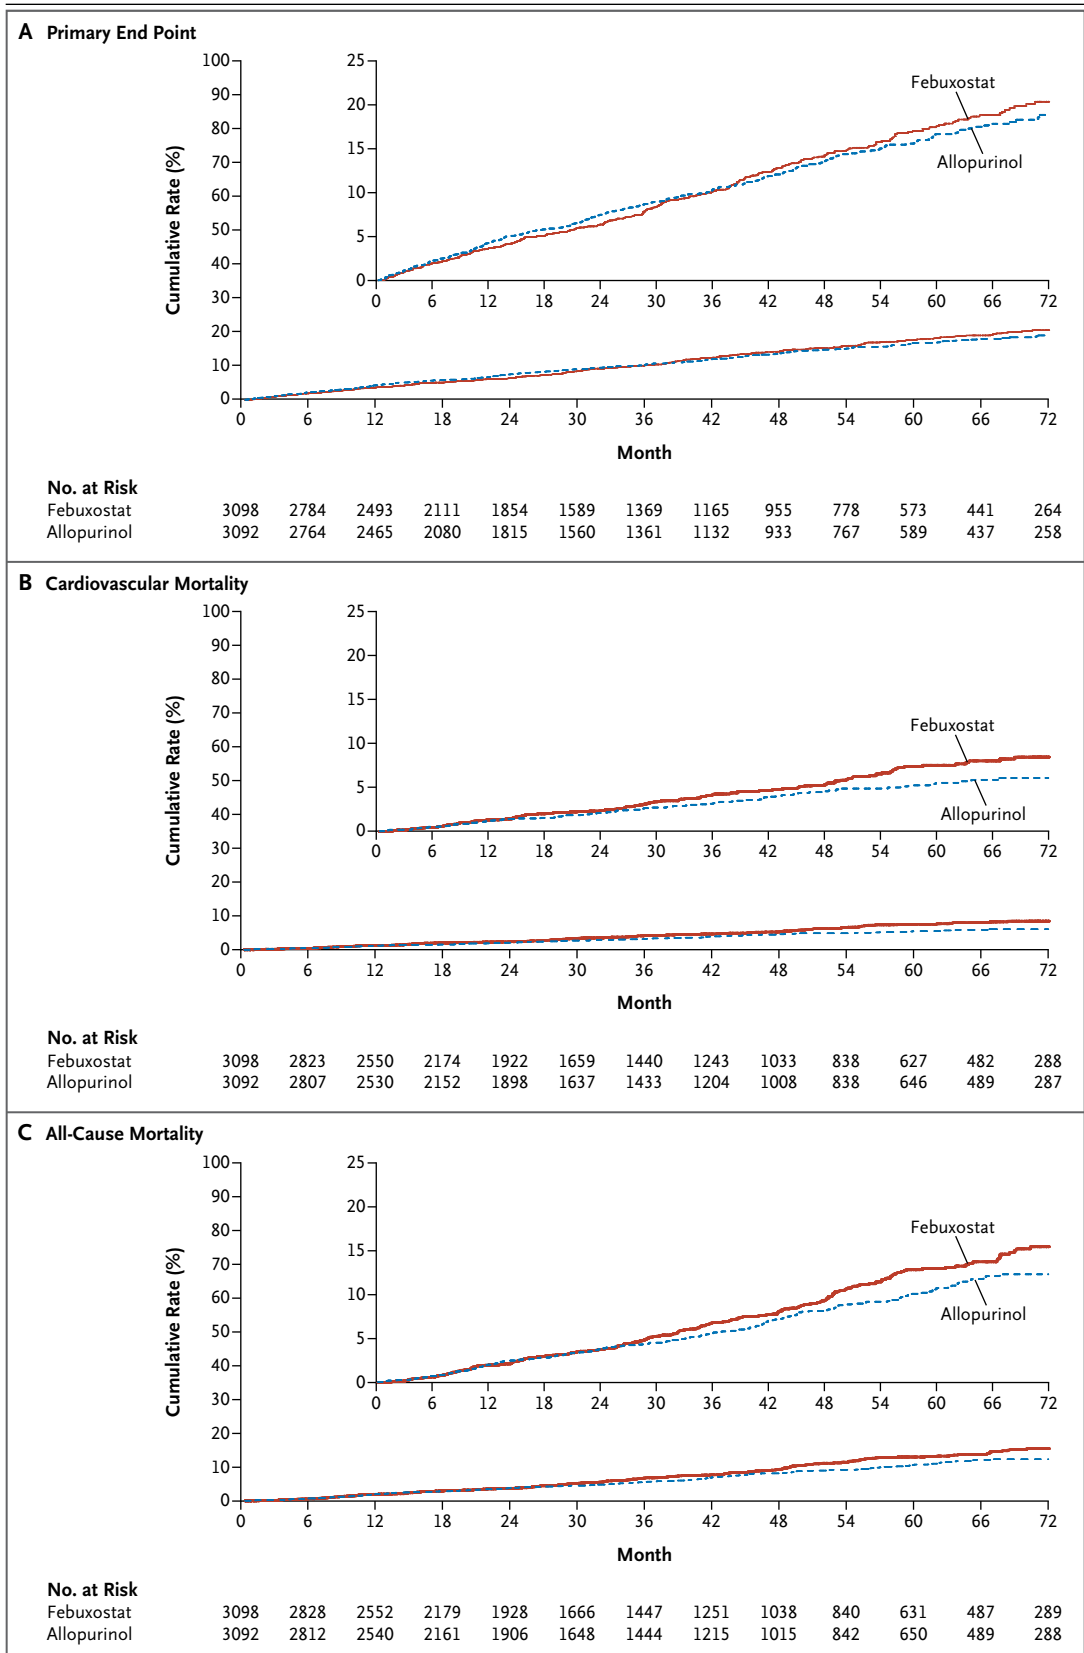 A Primary End Point
100
90
80
70
60
50
40
30
20
10
0
Cumulative Rate (%)
25
20
15
10
5
0
Febuxostat
Allopurinol
0 6 12 18 24 30 36 42 48 54 60 66 72
0 6 12 18 24 30 36 42 48 54 60 66 72
Month
No. at Risk
Febuxostat 3098 2784 2493 2111 1854 1589 1369 1165 955 778 573 441 264
Allopurinol 3092 2764 2465 2080 1815 1560 1361 1132 933 767 589 437 258
B Cardiovascular Mortality
100
90
80
70
60
50
40
30
20
10
0
Cumulative Rate (%)
25
20
15
10
5
0
Febuxostat
Allopurinol
0 6 12 18 24 30 36 42 48 54 60 66 72
0 6 12 18 24 30 36 42 48 54 60 66 72
Month
No. at Risk
Febuxostat 3098 2823 2550 2174 1922 1659 1440 1243 1033 838 627 482 288
Allopurinol 3092 2807 2530 2152 1898 1637 1433 1204 1008 838 646 489 287
C All-Cause Mortality
100
90
80
70
60
50
40
30
20
10
0
Cumulative Rate (%)
25
20
15
10
5
0
Febuxostat
Allopurinol
0 6 12 18 24 30 36 42 48 54 60 66 72
0 6 12 18 24 30 36 42 48 54 60 66 72
Month
No. at Risk
Febuxostat 3098 2828 2552 2179 1928 1666 1447 1251 1038 840 631 487 289
Allopurinol 3092 2812 2540 2161 1906 1648 1444 1215 1015 842 650 489 288